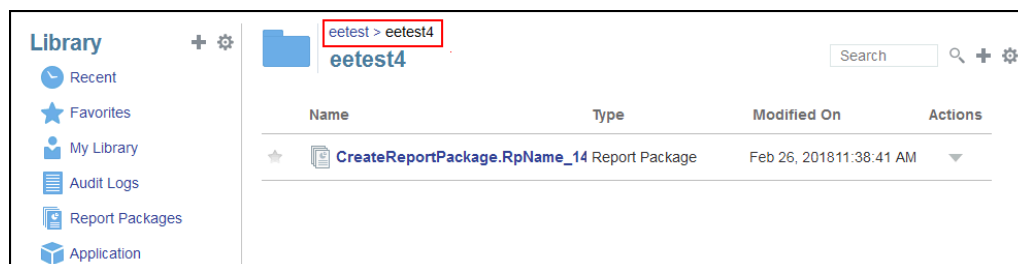 Library
Recent
Favorites
My Library
Audit Logs
Report Packages
Application
eetest > eetest4
eetest4
Search
Name Type Modified On Actions
CreateReportPackage.RpName_14 Report Package Feb 26, 201811:38:41 AM